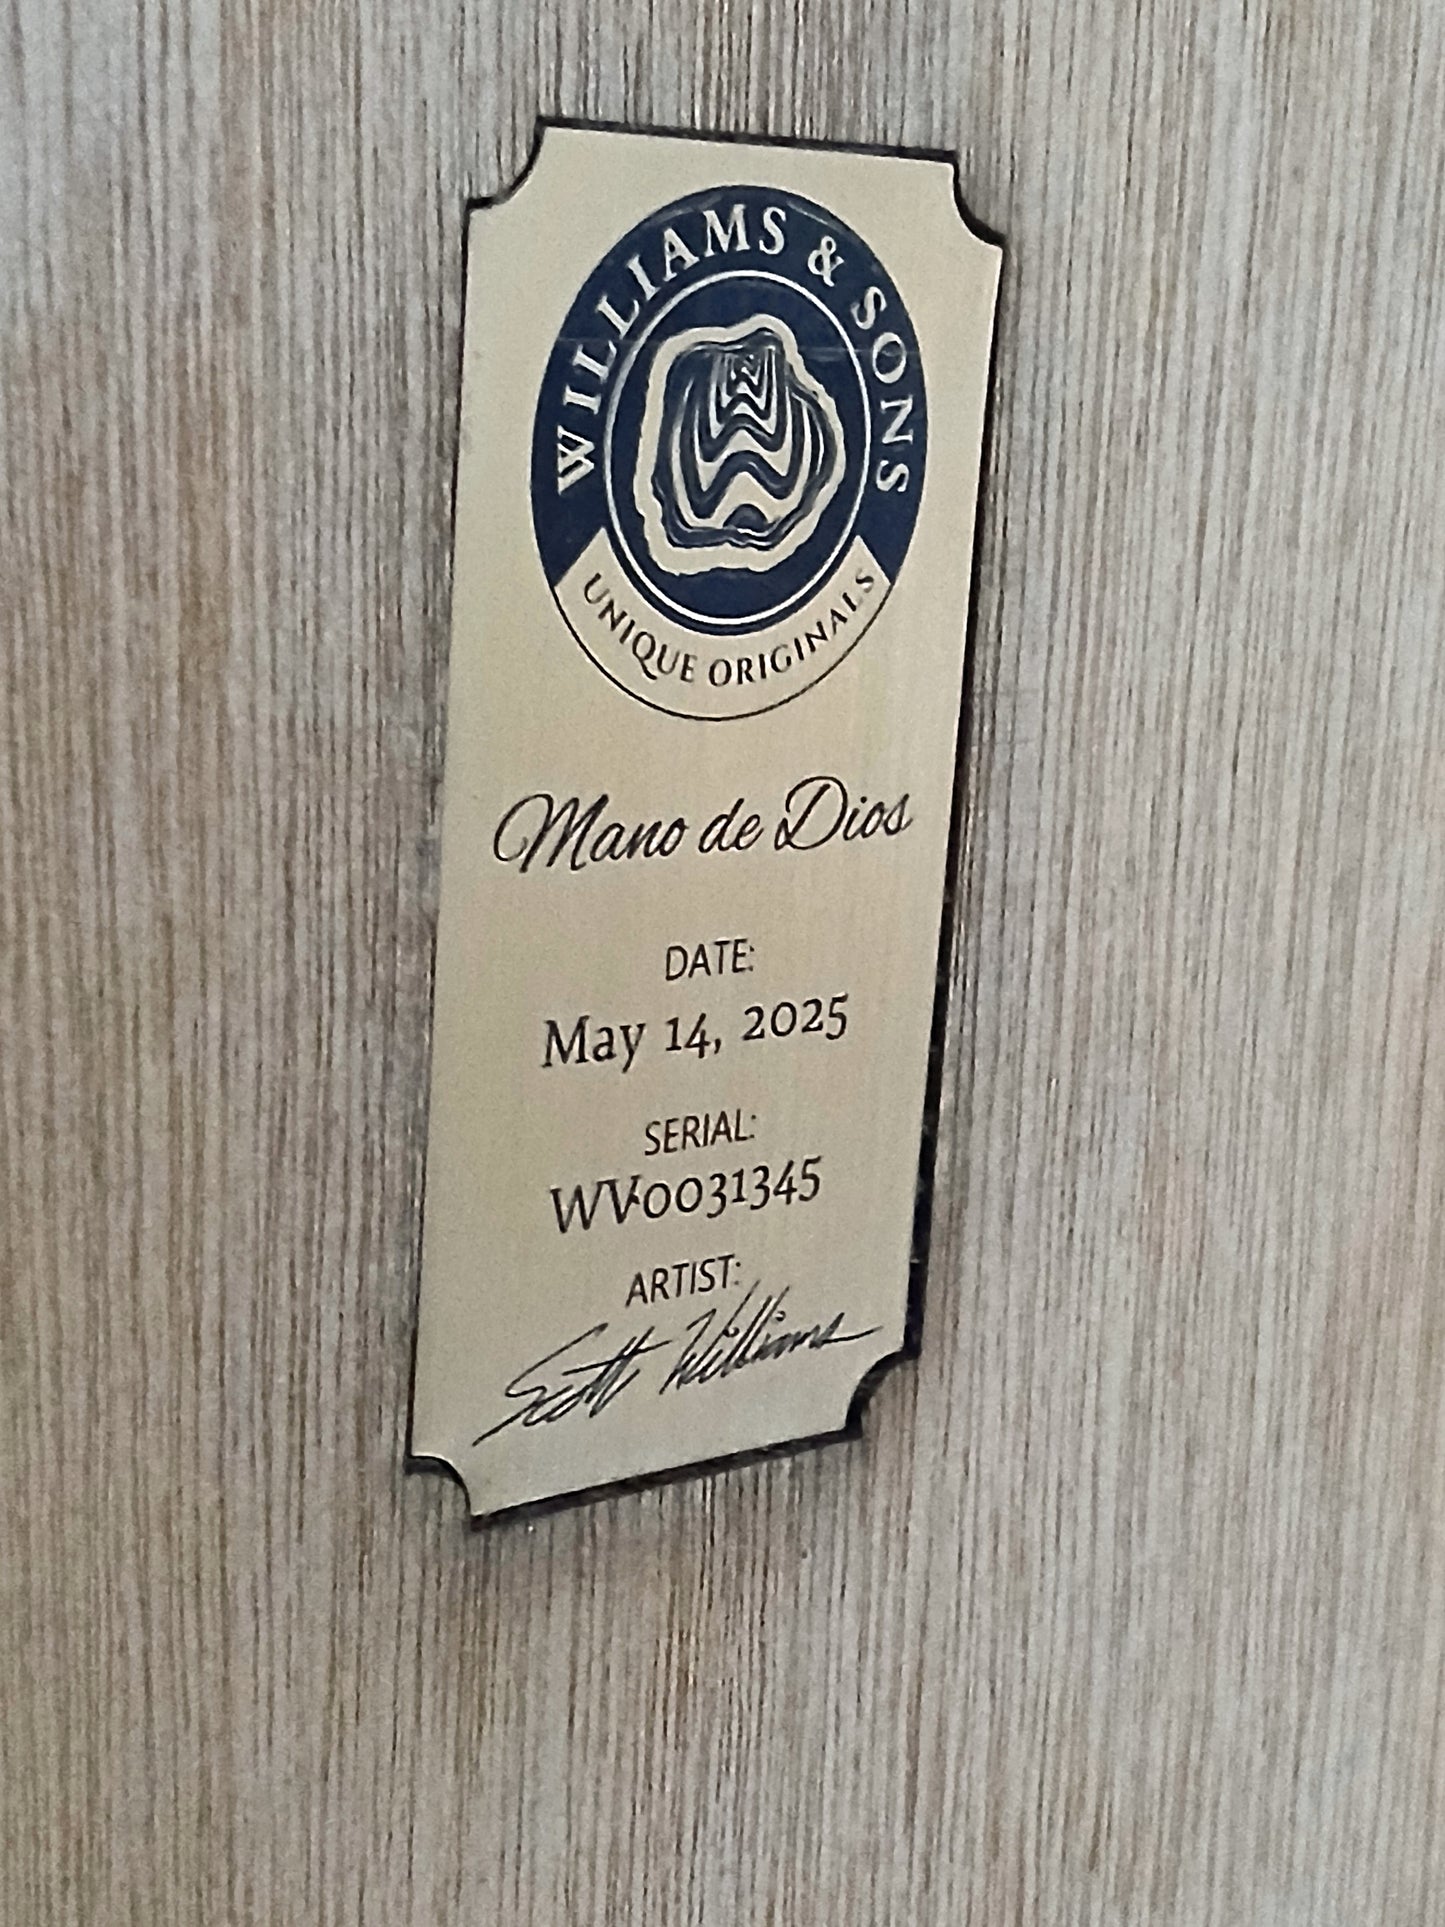 WILLIAMS & SONS
UNIQUE ORIGINALS
Mano de Dios
DATE:
May 14, 2025
SERIAL:
WV0031345
ARTIST:
Scott Williams